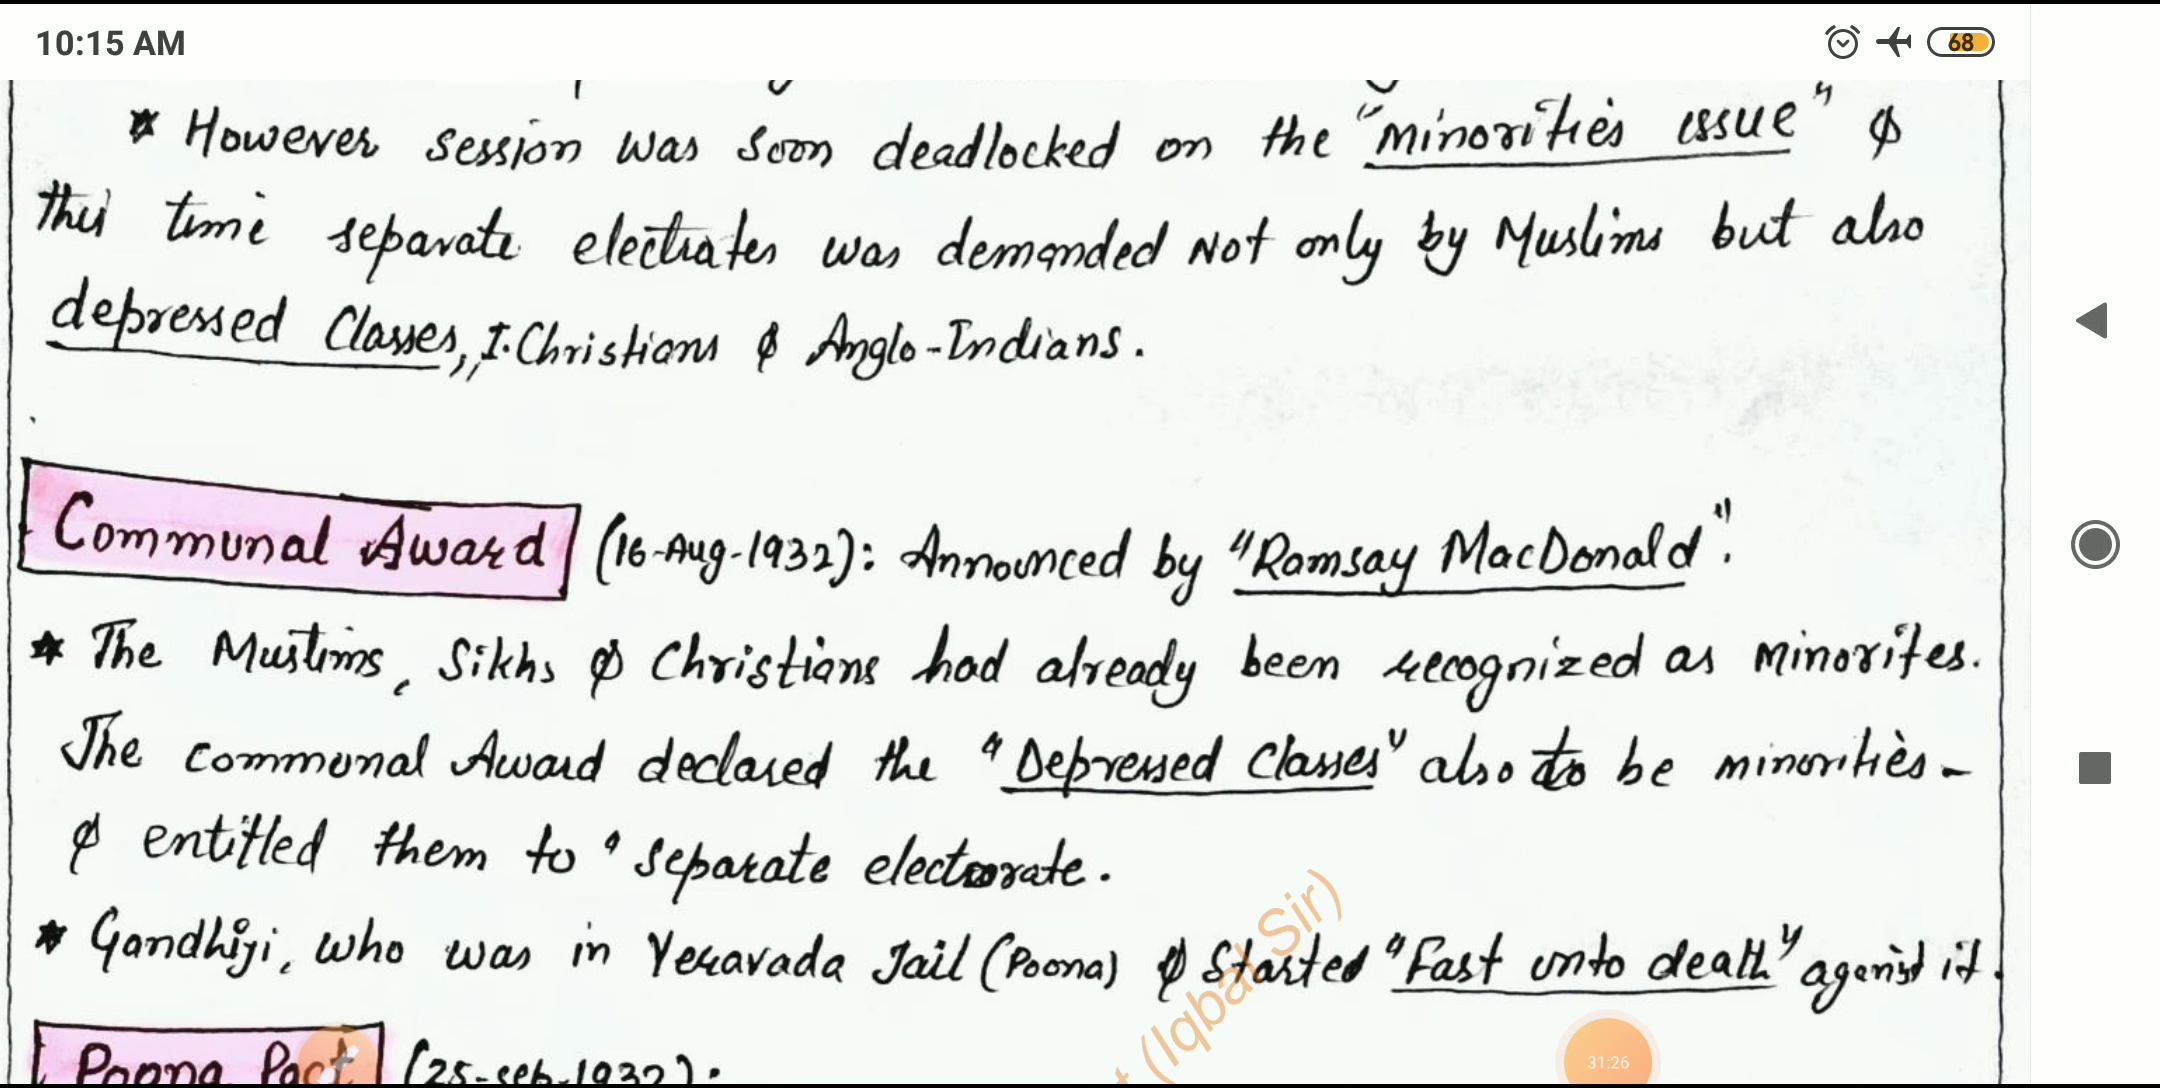 10:15 AM
68
* However session was soon deadlocked on the "minorities issue" &
this time separate electrates was demanded Not only by Muslims but also
depressed Classes, I. Christians & Anglo-Indians.
Communal Award (16-Aug-1932): Announced by "Ramsay MacDonald".
* The Muslims, Sikhs & Christians had already been recognized as minorites.
The communal Award declared the "Depressed Classes" also to be minorities-
& entitled them to "separate electorate.
* Gandhiji, who was in Yeravada Jail (Poona) & Started "Fast unto death" against it.
(Iqbal Sir)
Poona Pact (25-Seb-1932):
31:26